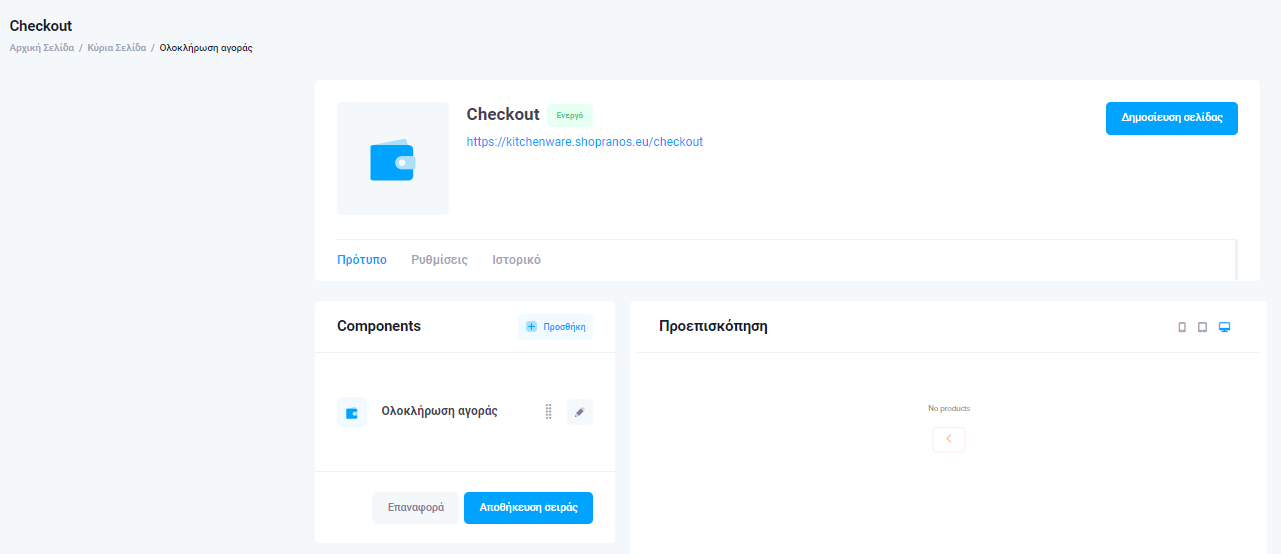 Checkout
Αρχική Σελίδα / Κύρια Σελίδα / Ολοκλήρωση αγοράς
Checkout Ενεργό
Δημοσίευση σελίδας
https://kitchenware.shopranos.eu/checkout
Πρότυπο Ρυθμίσεις Ιστορικό
Components Προσθήκη
Ολοκλήρωση αγοράς
Επαναφορά Αποθήκευση σειράς
Προεπισκόπηση
No products